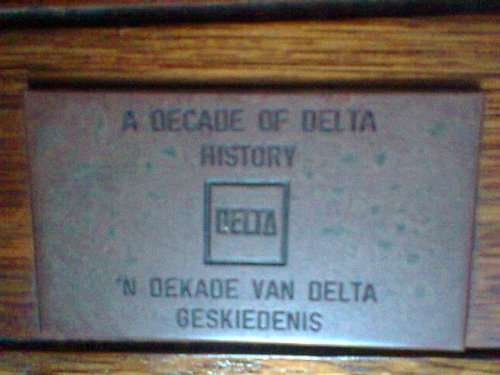 A DECADE OF DELTA
HISTORY
DELTA
'N DEKADE VAN DELTA
GESKIEDENIS